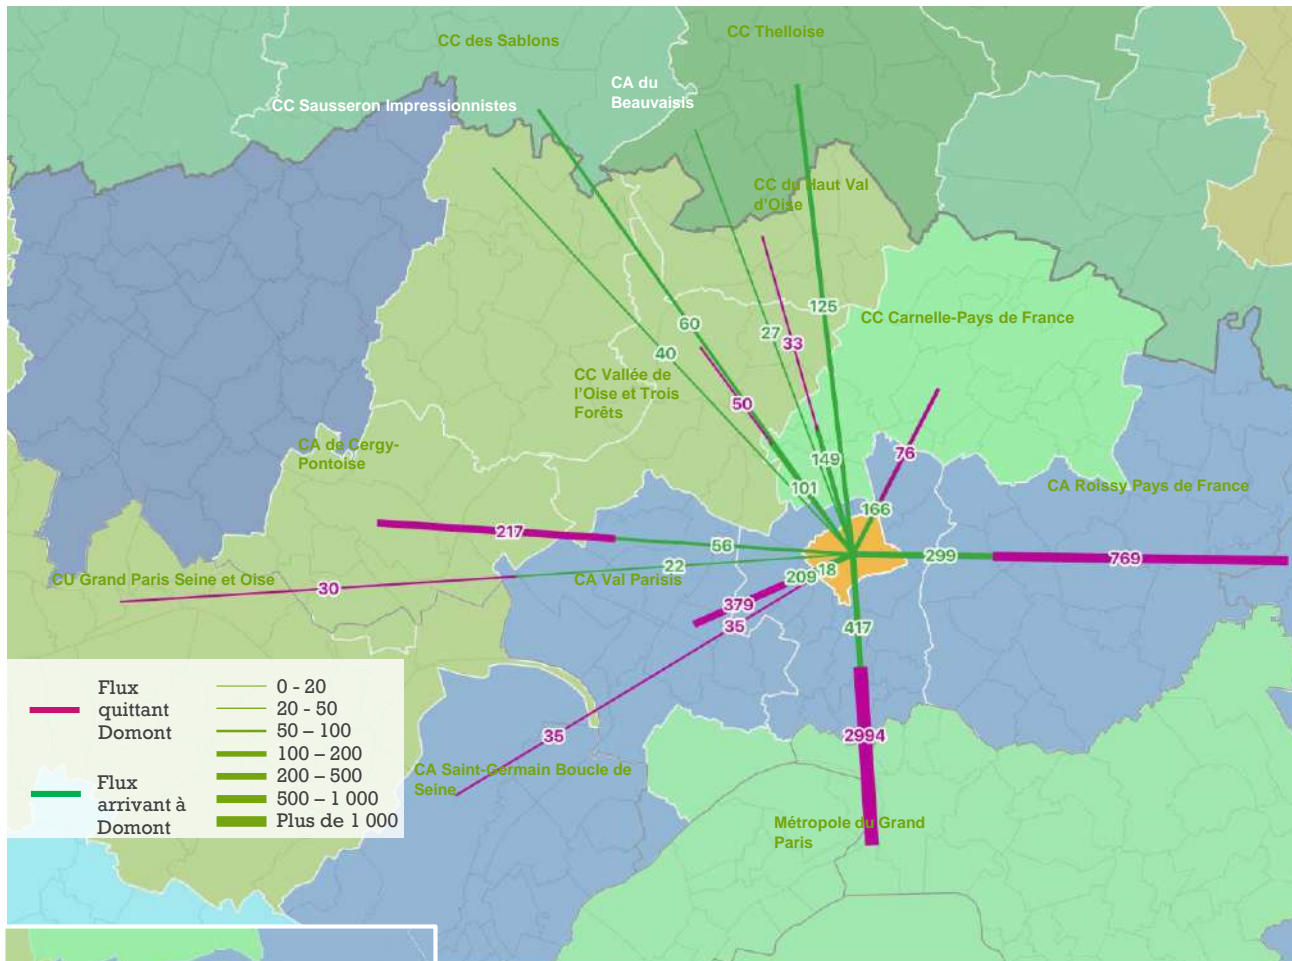 CC Thelloise
CC des Sablons
CA du
Beauvaisis
CC Sausseron Impressionnistes
CC du Haut Val
d'Oise
125
CC Carnelle-Pays de France
60
27
33
40
CC Vallée de
l'Oise et Trois
Forêts
50
CA de Cergy-
Pontoise
76
149
101
CA Roissy Pays de France
166
217
56
299
769
CU Grand Paris Seine et Oise
30
CA Val Parisis
22
209
18
379
35
417
35
2994
CA Saint-Germain Boucle de
Seine
Métropole du Grand
Paris
Flux
quittant
Domont
Flux
arrivant à
Domont
0 - 20
20 - 50
50 – 100
100 – 200
200 – 500
500 – 1 000
Plus de 1 000